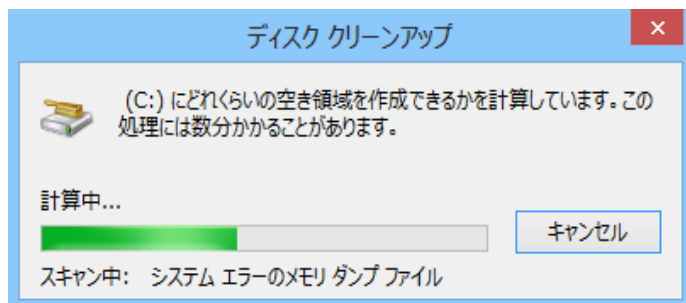 ディスク クリーンアップ
(C:) にどれくらいの空き領域を作成できるかを計算しています。この
処理には数分かかることがあります。
計算中...
キャンセル
スキャン中: システム エラーのメモリ ダンプ ファイル